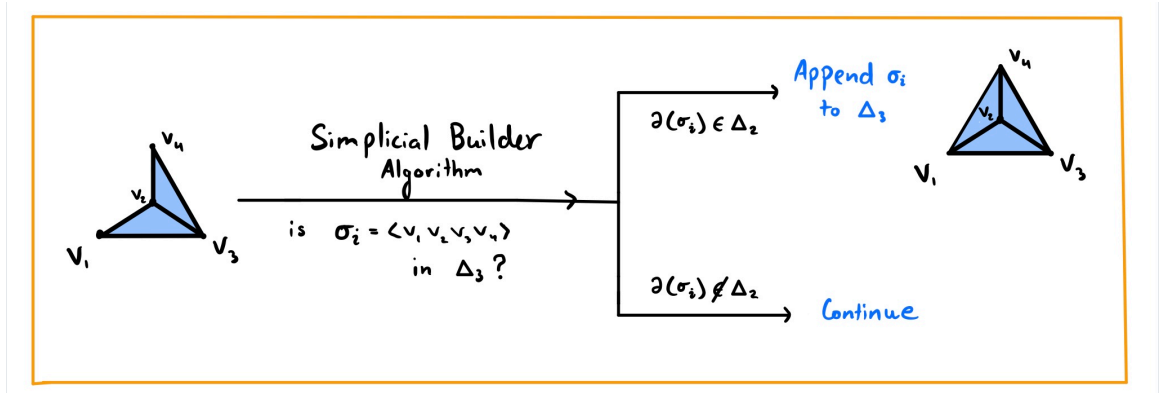 V₄
V₂
V₁
V₃
Simplicial Builder
Algorithm
is σᵢ = <v₁ v₂ v₃ v₄>
in Δ₃ ?
∂(σᵢ) ∈ Δ₂
Append σᵢ
to Δ₃
∂(σᵢ) ∉ Δ₂
Continue
V₄
V₂
V₁
V₃